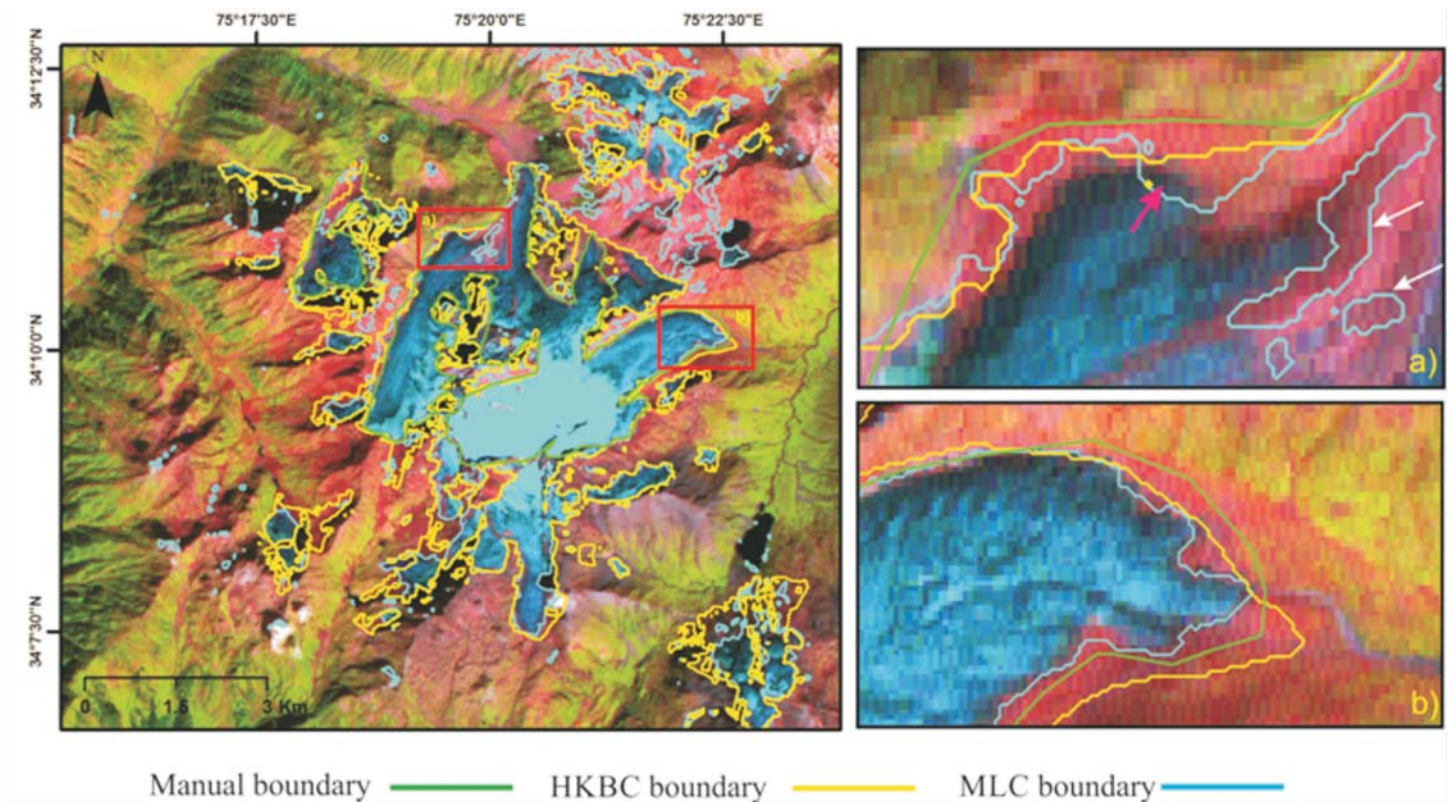 75°17'30"E 75°20'0"E 75°22'30"E
34°12'30"N
34°10'0"N
34°7'30"N
N
a)
b)
0 1.5 3 Km
a)
b)
Manual boundary HKBC boundary MLC boundary